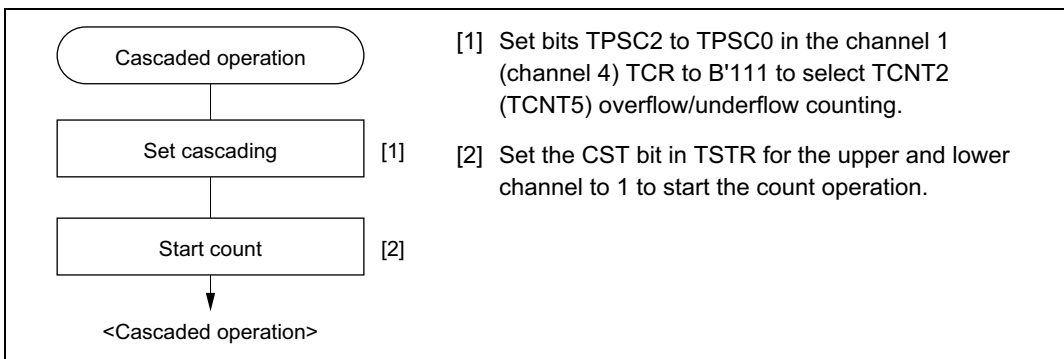 Cascaded operation
Set cascading
[1]
Start count
[2]
<Cascaded operation>
[1] Set bits TPSC2 to TPSC0 in the channel 1
(channel 4) TCR to B'111 to select TCNT2
(TCNT5) overflow/underflow counting.
[2] Set the CST bit in TSTR for the upper and lower
channel to 1 to start the count operation.